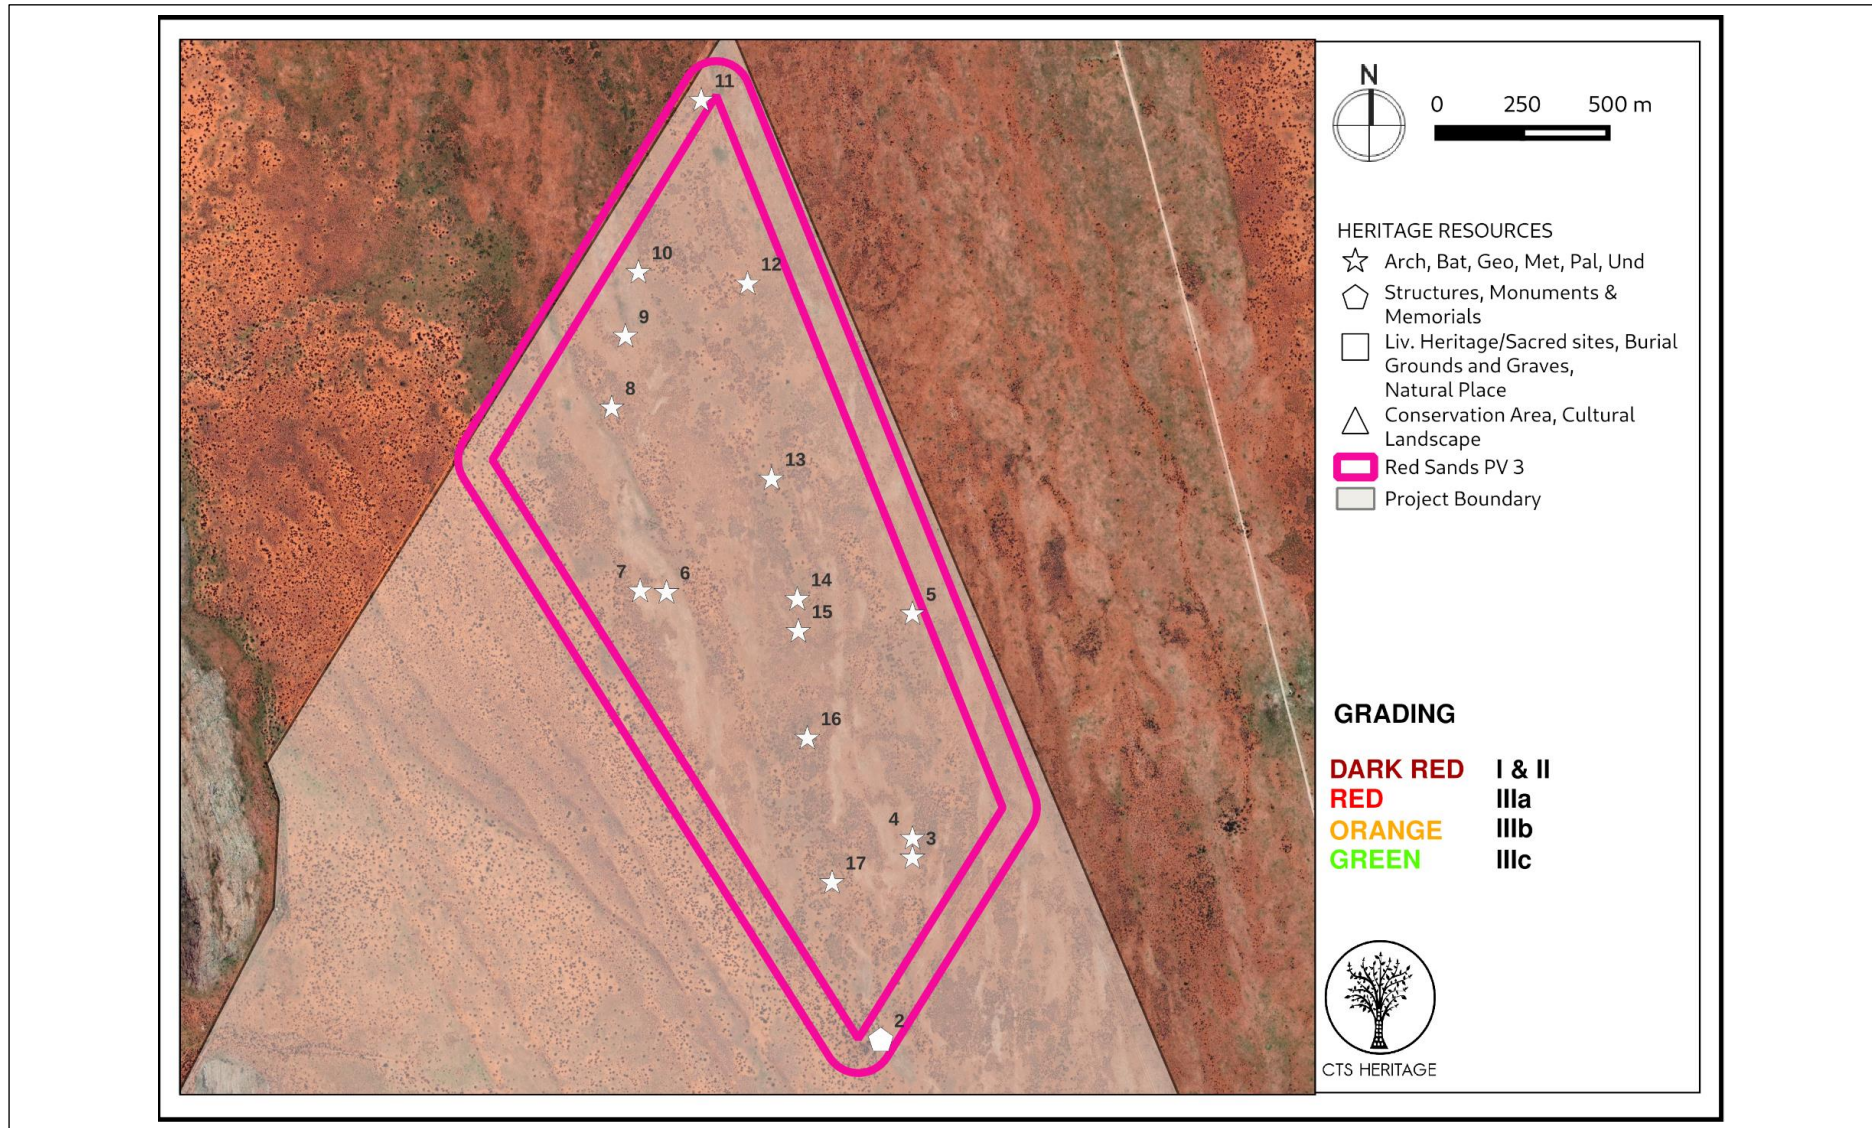 11
10
12
9
8
13
7
6
14
5
15
16
4
3
17
2
N
0 250 500 m
HERITAGE RESOURCES
Arch, Bat, Geo, Met, Pal, Und
Structures, Monuments &
Memorials
Liv. Heritage/Sacred sites, Burial
Grounds and Graves,
Natural Place
Conservation Area, Cultural
Landscape
Red Sands PV 3
Project Boundary
GRADING
DARK RED I & II
RED IIIa
ORANGE IIIb
GREEN IIIc
CTS HERITAGE